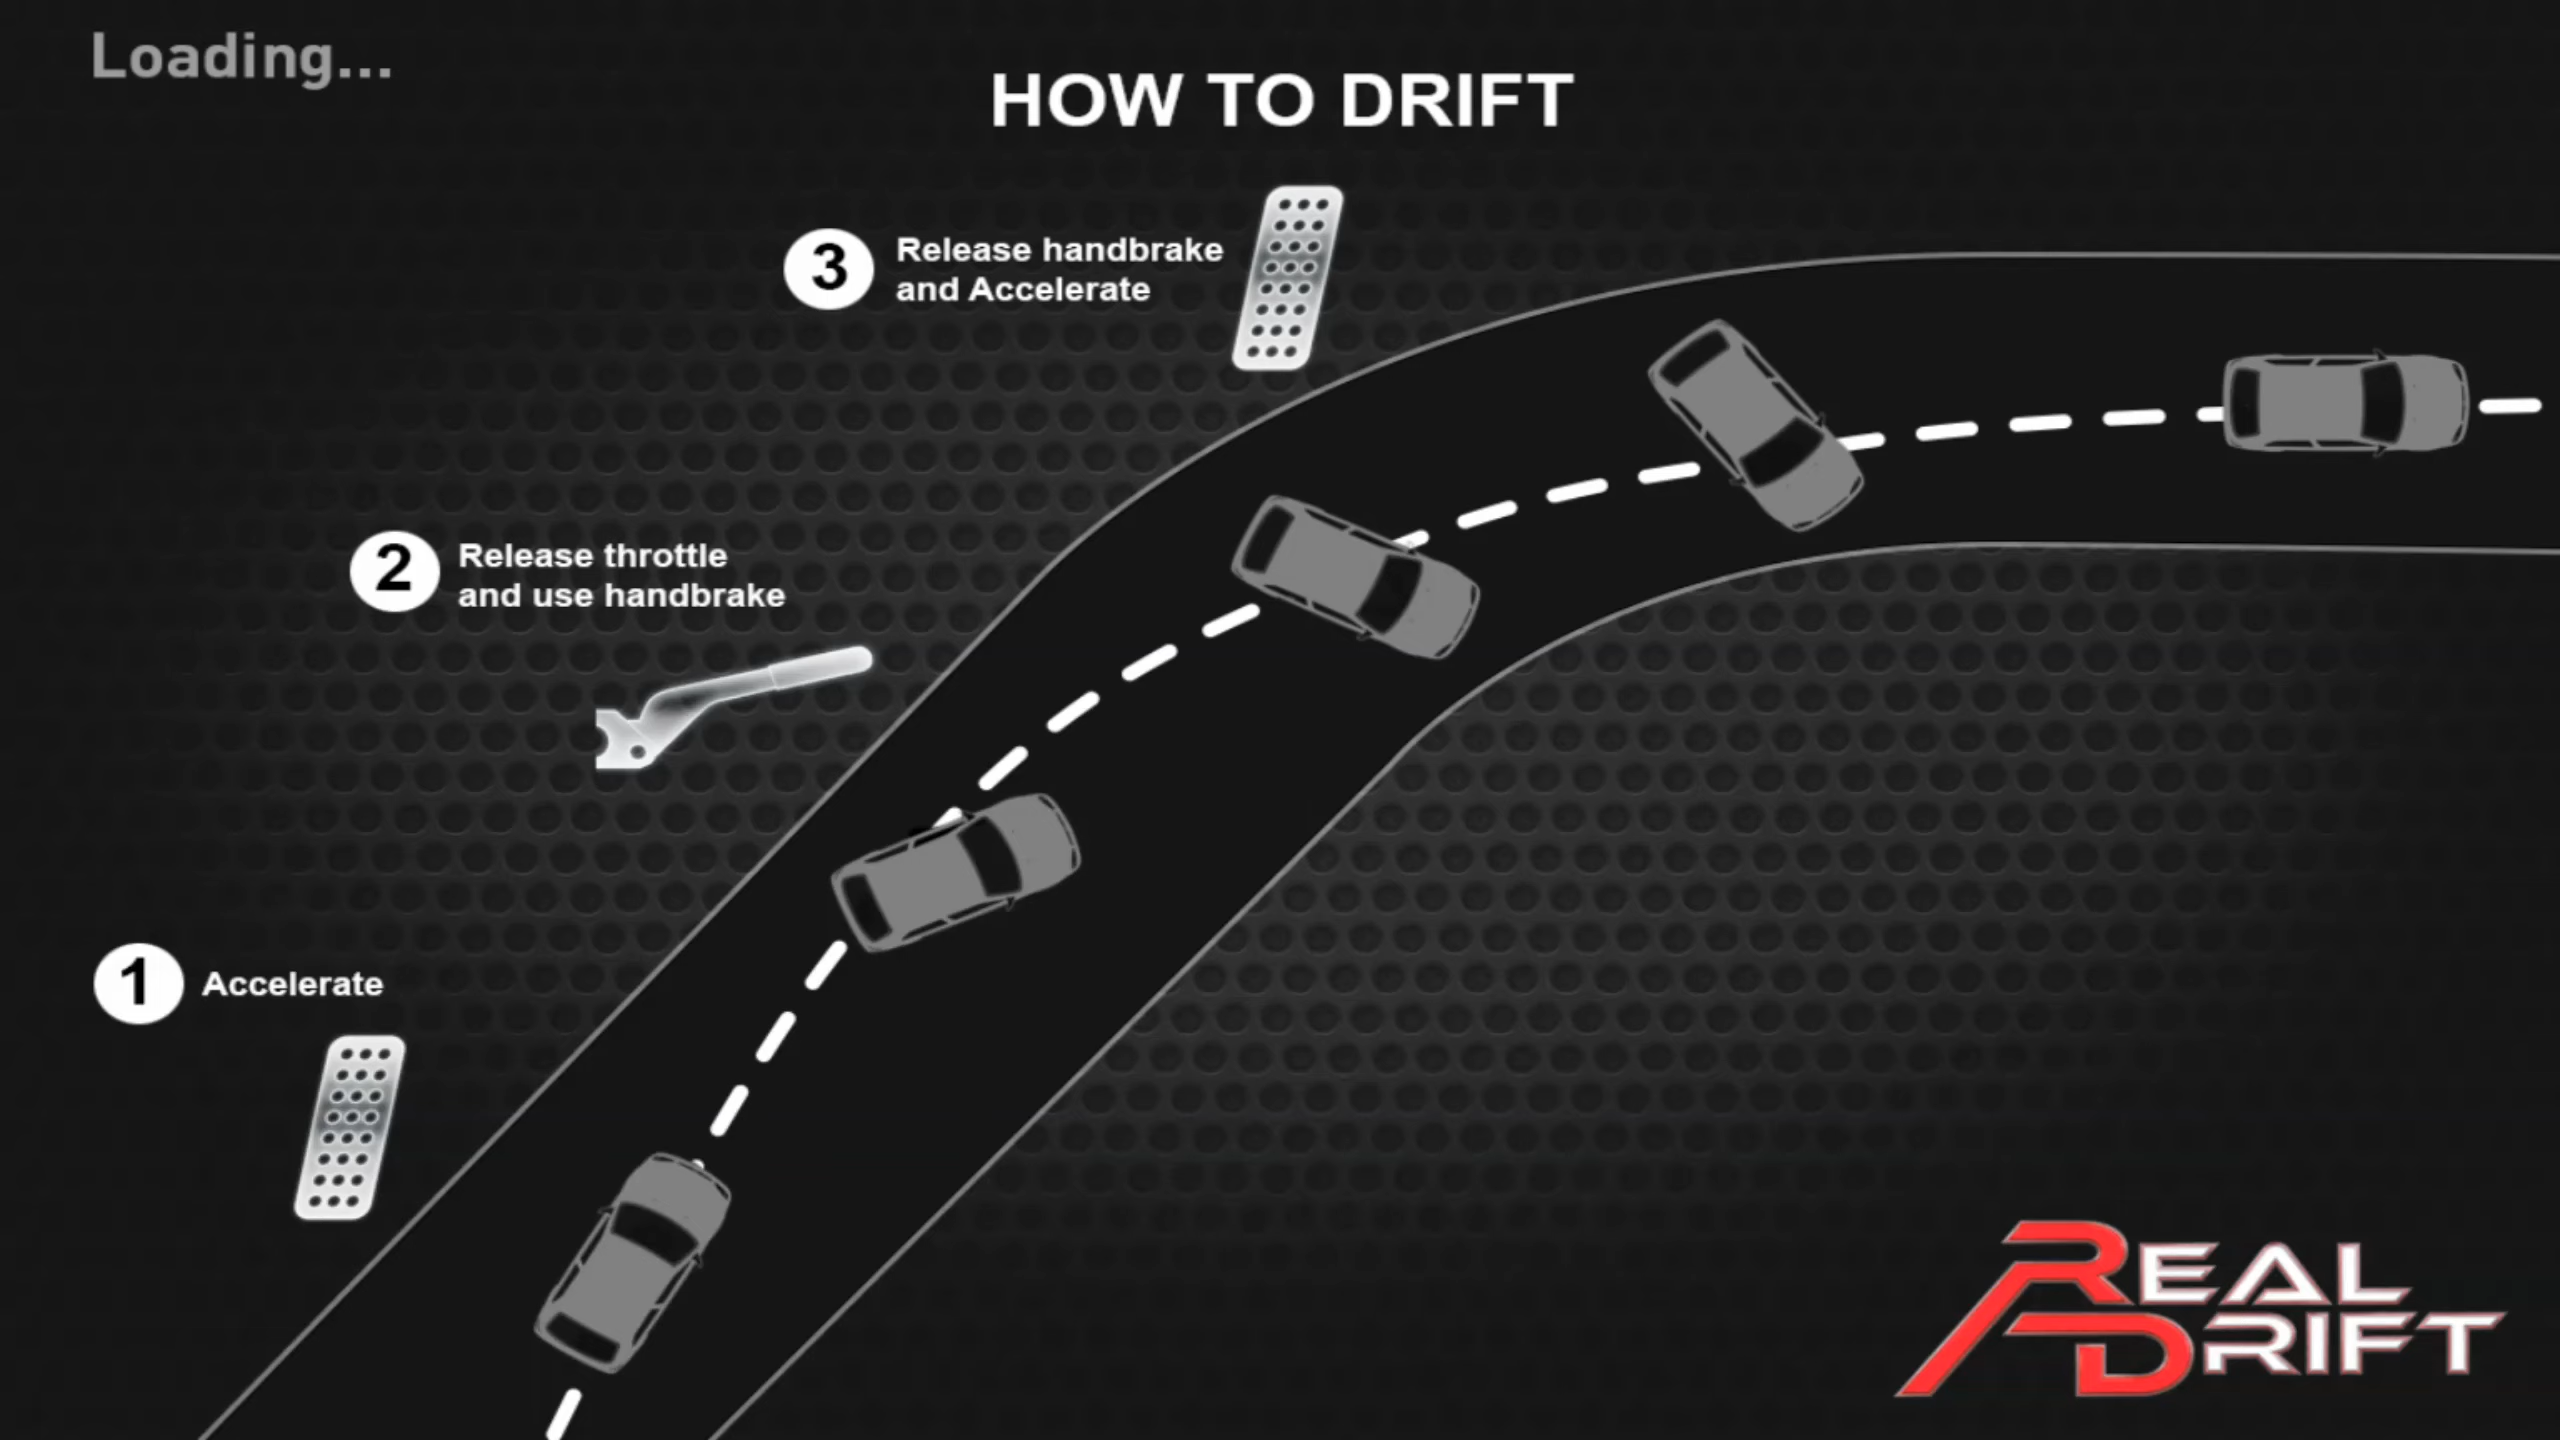 Loading...
HOW TO DRIFT
3
Release handbrake
and Accelerate
2
Release throttle
and use handbrake
1
Accelerate
REAL
DRIFT